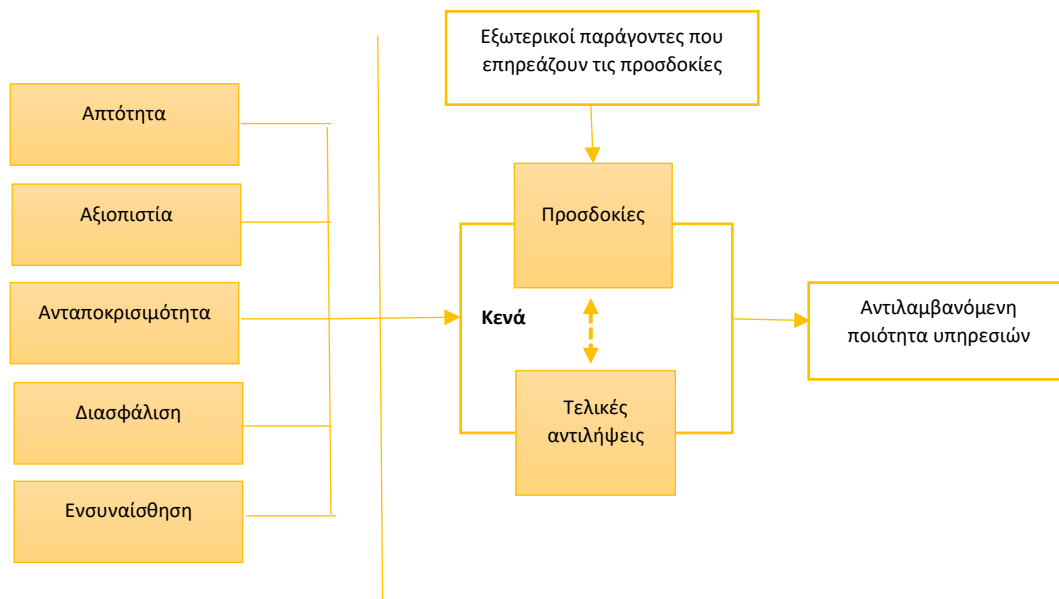 Εξωτερικοί παράγοντες που
επηρεάζουν τις προσδοκίες
Απτότητα
Αξιοπιστία
Ανταποκρισιμότητα
Διασφάλιση
Ενσυναίσθηση
Προσδοκίες
Κενά
Τελικές
αντιλήψεις
Αντιλαμβανόμενη
ποιότητα υπηρεσιών